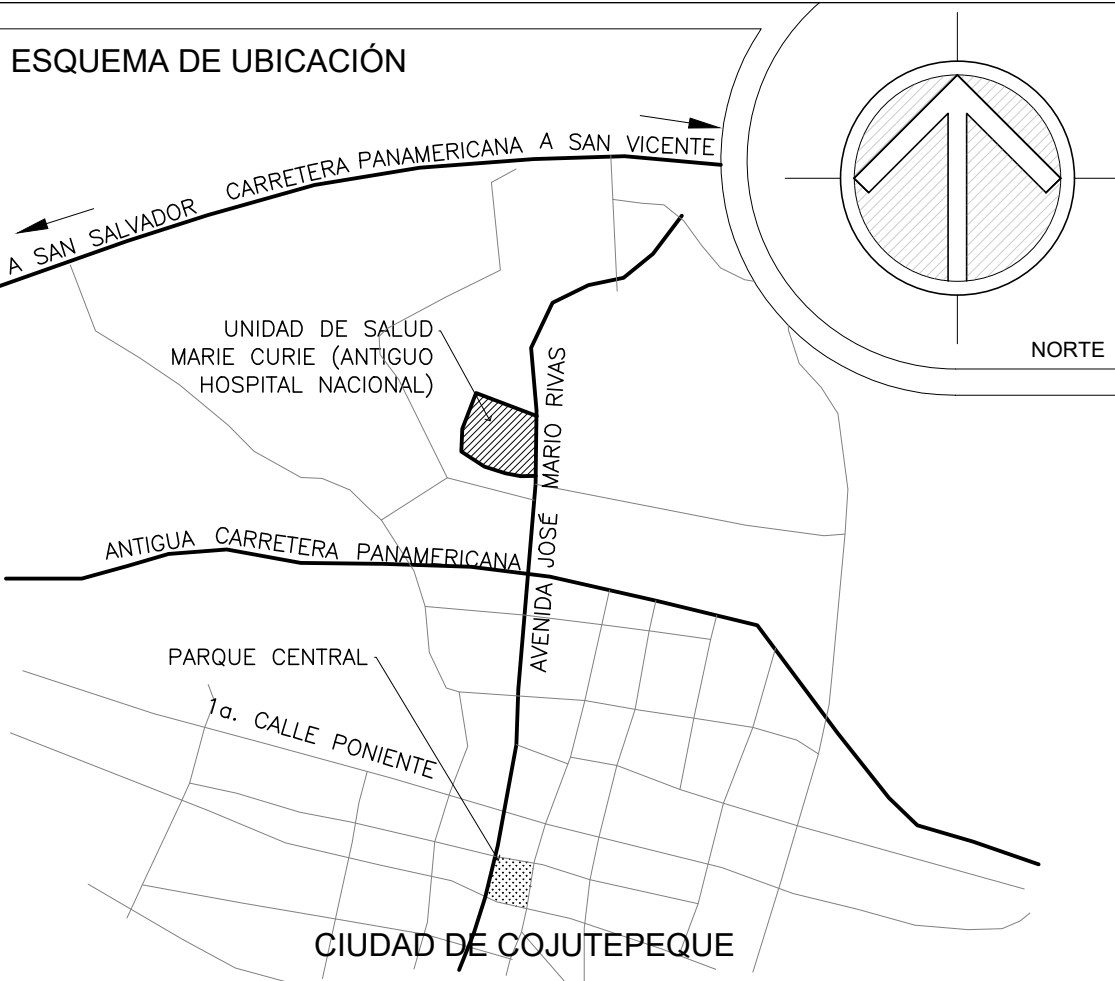 ESQUEMA DE UBICACIÓN
A SAN SALVADOR CARRETERA PANAMERICANA A SAN VICENTE
NORTE
UNIDAD DE SALUD
MARIE CURIE (ANTIGUO
HOSPITAL NACIONAL)
AVENIDA JOSÉ MARIO RIVAS
ANTIGUA CARRETERA PANAMERICANA
PARQUE CENTRAL
1a. CALLE PONIENTE
CIUDAD DE COJUTEPEQUE